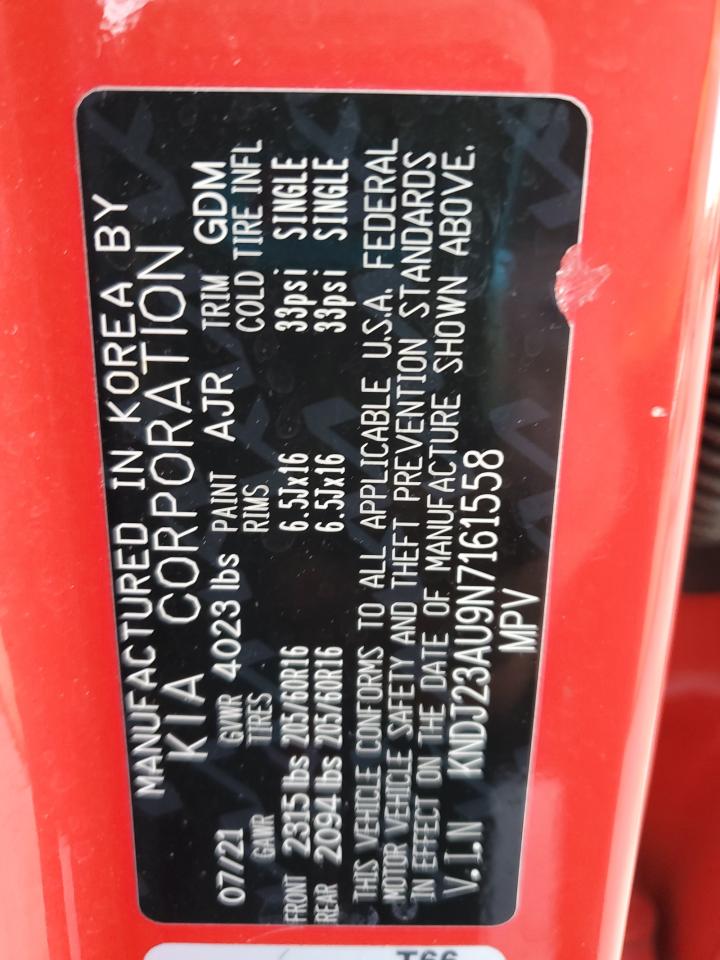 MANUFACTURED IN KOREA BY
KIA CORPORATION
07/21 GVWR 4023 lbs PAINT AJR TRIM GDM
GAWR TIRES RIMS COLD TIRE INFL
FRONT 2315 lbs 205/60R16 6.5Jx16 33psi SINGLE
REAR 2094 lbs 205/60R16 6.5Jx16 33psi SINGLE
THIS VEHICLE CONFORMS TO ALL APPLICABLE U.S.A. FEDERAL
MOTOR VEHICLE SAFETY AND THEFT PREVENTION STANDARDS
IN EFFECT ON THE DATE OF MANUFACTURE SHOWN ABOVE.
V.I.N KNDJ23AU9N7161558
MPV
T66